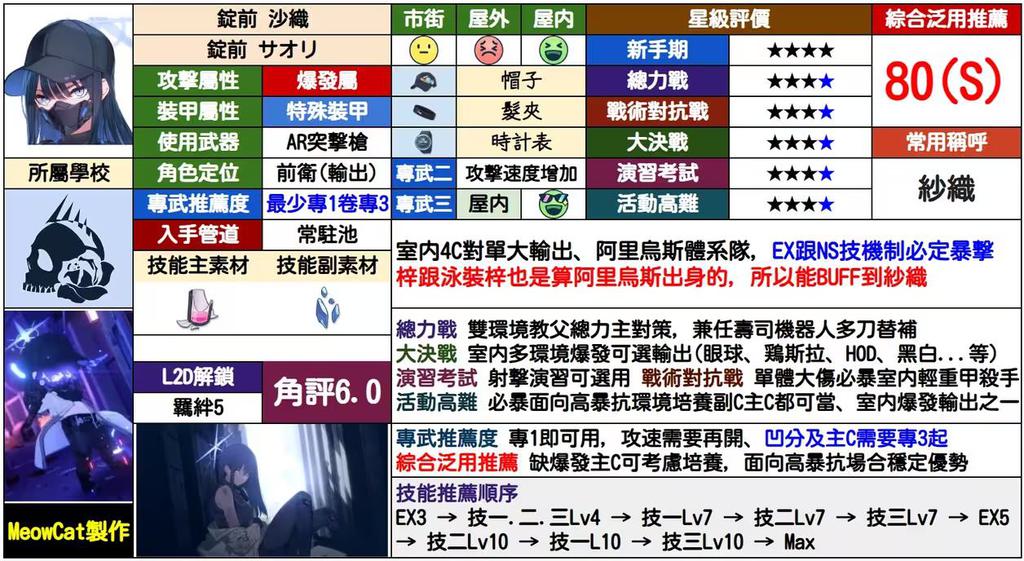 錠前 沙織
錠前 サオリ
市街 屋外 屋內
星級評價
綜合泛用推薦
新手期 ★★★★
80(S)
攻擊屬性 爆發屬
帽子
總力戰 ★★★★
裝甲屬性 特殊裝甲
髮夾
戰術對抗戰 ★★★★
使用武器 AR突擊槍
時計表
大決戰 ★★★★
常用稱呼
所屬學校
角色定位 前衛(輸出)
專武二 攻擊速度增加
演習考試 ★★★★
紗織
專武推薦度 最少專1卷專3
專武三 屋內
活動高難 ★★★★
入手管道 常駐池
技能主素材 技能副素材
室內4C對單大輸出、阿里烏斯體系隊, EX跟NS技機制必定暴擊
梓跟泳裝梓也是算阿里烏斯出身的, 所以能BUFF到紗織
總力戰 雙環境教父總力主對策, 兼任壽司機器人多刀替補
大決戰 室內多環境爆發可選輸出(眼球、鶏斯拉、HOD、黑白...等)
演習考試 射擊演習可選用 戰術對抗戰 單體大傷必暴室內輕重甲殺手
活動高難 必暴面向高暴抗環境培養副C主C都可當、室內爆發輸出之一
L2D解鎖
羈絆5
角評6.0
專武推薦度 專1即可用, 攻速需要再開、凹分及主C需要專3起
綜合泛用推薦 缺爆發主C可考慮培養, 面向高暴抗場合穩定優勢
技能推薦順序
EX3 → 技一.二.三Lv4 → 技一Lv7 → 技二Lv7 → 技三Lv7 → EX5
→ 技二Lv10 → 技一L10 → 技三Lv10 → Max
MeowCat製作